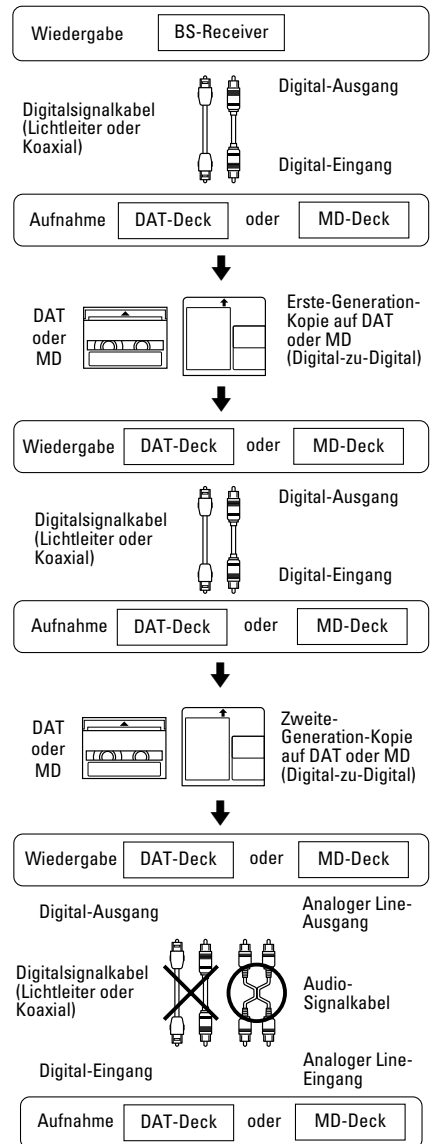 Wiedergabe BS-Receiver
Digitalsignalkabel
(Lichtleiter oder
Koaxial)
Digital-Ausgang
Digital-Eingang
Aufnahme DAT-Deck oder MD-Deck
DAT
oder
MD
Erste-Generation-
Kopie auf DAT
oder MD
(Digital-zu-Digital)
Wiedergabe DAT-Deck oder MD-Deck
Digitalsignalkabel
(Lichtleiter oder
Koaxial)
Digital-Ausgang
Digital-Eingang
Aufnahme DAT-Deck oder MD-Deck
DAT
oder
MD
Zweite-
Generation-Kopie
auf DAT oder MD
(Digital-zu-Digital)
Wiedergabe DAT-Deck oder MD-Deck
Digital-Ausgang
Analoger Line-
Ausgang
Digitalsignalkabel
(Lichtleiter oder
Koaxial)
Audio-
Signalkabel
Digital-Eingang
Analoger Line-
Eingang
Aufnahme DAT-Deck oder MD-Deck